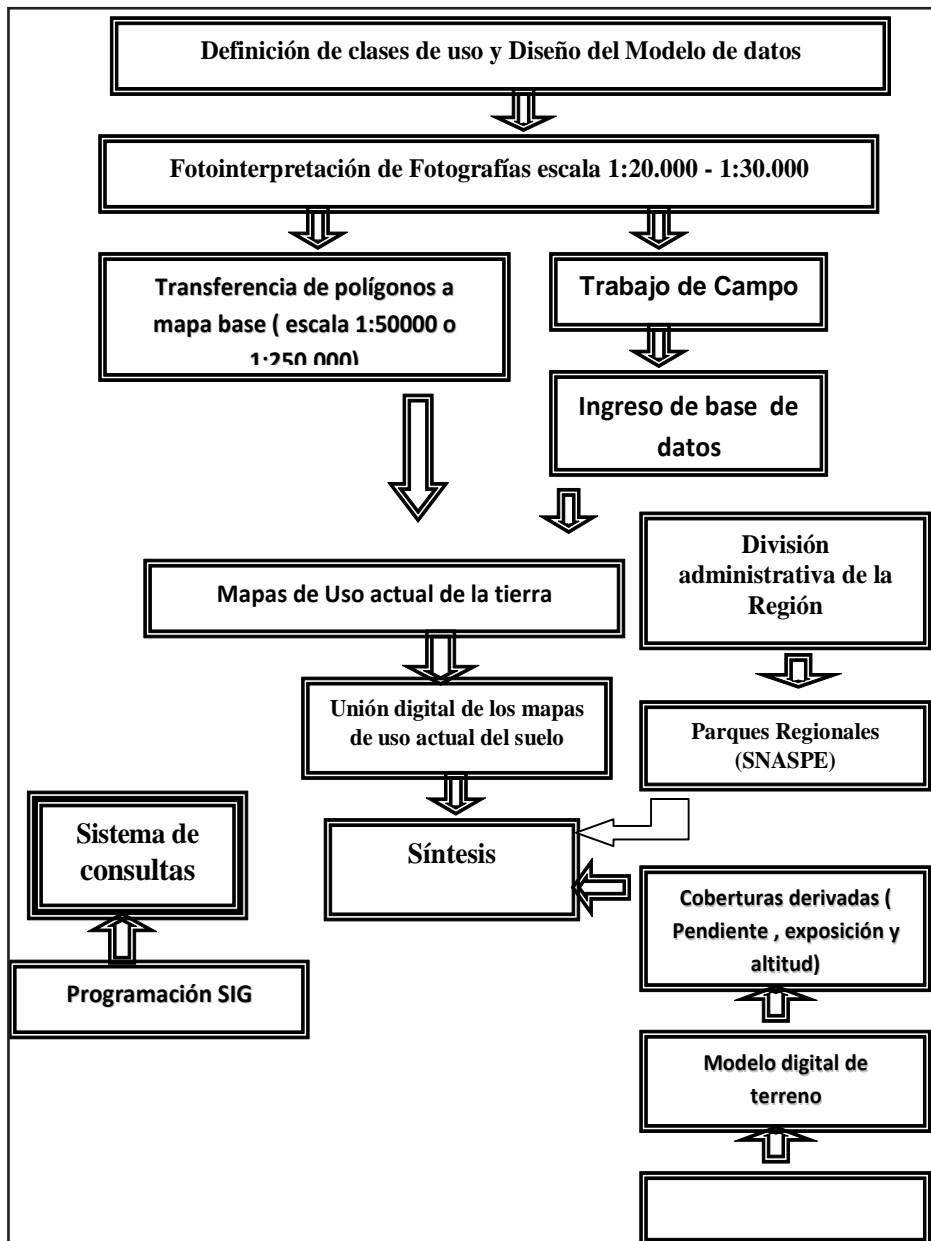 Definición de clases de uso y Diseño del Modelo de datos
Fotointerpretación de Fotografías escala 1:20.000 - 1:30.000
Transferencia de polígonos a
mapa base ( escala 1:50000 o
1:250.000)
Trabajo de Campo
Ingreso de base de
datos
División
administrativa de la
Región
Mapas de Uso actual de la tierra
Unión digital de los mapas
de uso actual del suelo
Parques Regionales
(SNASPE)
Sistema de
consultas
Síntesis
Coberturas derivadas (
Pendiente , exposición y
altitud)
Programación SIG
Modelo digital de
terreno